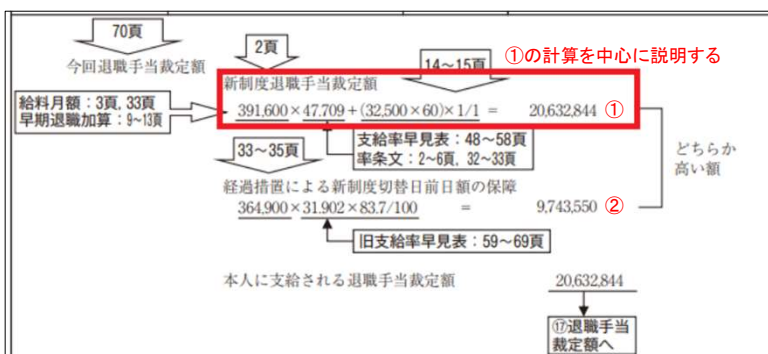 70頁
今回退職手当裁定額
2頁
14～15頁
①の計算を中心に説明する
新制度退職手当裁定額
給料月額：3頁, 33頁
早期退職加算：9～13頁
391,600×47.709＋(32,500×60)×1/1 = 20,632,844 ①
支給率早見表：48～58頁
率条文：2～6頁, 32～33頁
どちらか
高い額
33～35頁
経過措置による新制度切替日前日額の保障
364,900×31.902×83.7/100 = 9,743,550 ②
旧支給率早見表：59～69頁
本人に支給される退職手当裁定額 20,632,844
⑰退職手当
裁定額へ